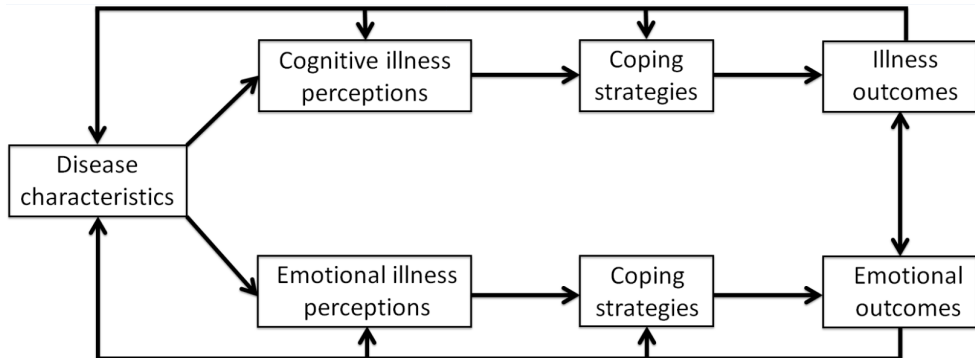 Cognitive illness
perceptions
Coping
strategies
Illness
outcomes
Disease
characteristics
Emotional illness
perceptions
Coping
strategies
Emotional
outcomes